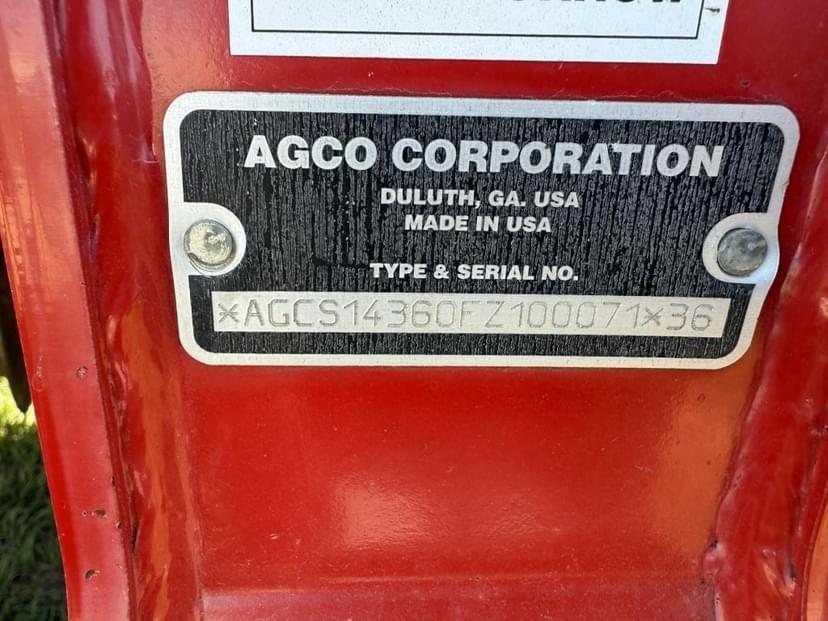 AGCO CORPORATION
DULUTH, GA. USA
MADE IN USA
TYPE & SERIAL NO.
*AGCS14360FZ100071*36